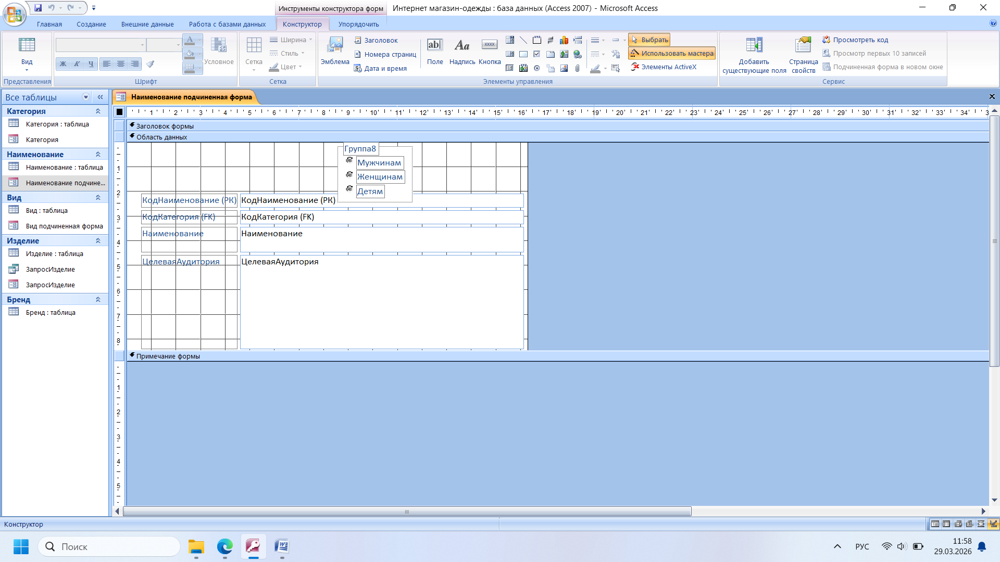 Инструменты конструктора форм
Интернет магазин-одежды : база данных (Access 2007) - Microsoft Access
Главная
Создание
Внешние данные
Работа с базами данных
Конструктор
Упорядочить
Вид
Представления
Ж К Ч
Условное
Шрифт
Сетка
Ширина
Стиль
Цвет
Сетка
Эмблема
Заголовок
Номера страниц
Дата и время
ab|
Поле
Aa
Надпись
xxxx
Кнопка
Выбрать
Использовать мастера
Элементы ActiveX
Элементы управления
Добавить существующие поля
Страница свойств
Просмотреть код
Просмотр первых 10 записей
Подчиненная форма в новом окне
Сервис
Все таблицы
Категория
Категория : таблица
Категория
Наименование
Наименование : таблица
Наименование подчине...
Вид
Вид : таблица
Вид подчиненная форма
Изделие
Изделие : таблица
ЗапросИзделие
ЗапросИзделие
Бренд
Бренд : таблица
Наименование подчиненная форма
1 2 3 4 5 6 7 8 9 10 11 12 13 14 15 16 17 18 19 20 21 22 23 24 25 26 27 28 29 30 31 32 33 34 3
Заголовок формы
Область данных
Группа8
Мужчинам
Женщинам
Детям
КодНаименование (РК) КодНаименование (РК)
КодКатегория (FK) КодКатегория (FK)
Наименование Наименование
ЦелеваяАудитория ЦелеваяАудитория
1
2
3
4
5
6
7
8
Примечание формы
1
2
3
4
5
Конструктор
Поиск
РУС
11:58
29.03.2026